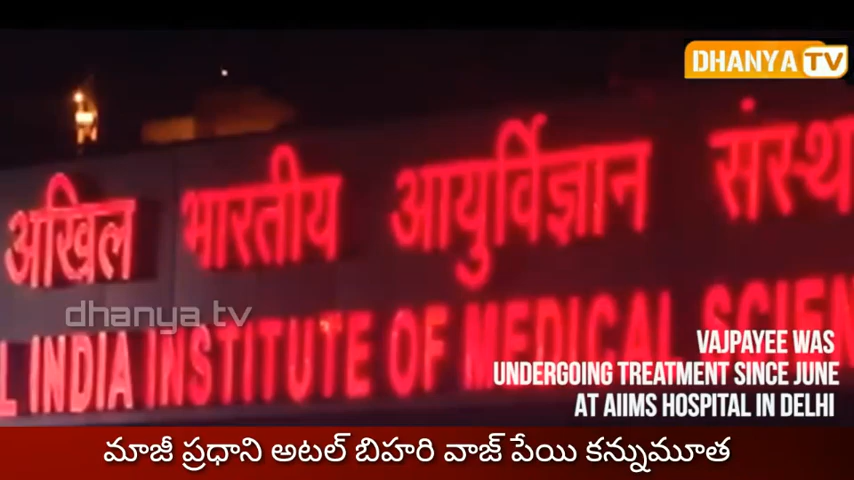 DHANYA TV
अखिल भारतीय आयुर्विज्ञान संस्था
L INDIA INSTITUTE OF MEDICAL SCIEN
dhanya tv
VAJPAYEE WAS
UNDERGOING TREATMENT SINCE JUNE
AT AIIMS HOSPITAL IN DELHI
మాజీ ప్రధాని అటల్ బిహరి వాజ్ పేయి కన్నుమూత